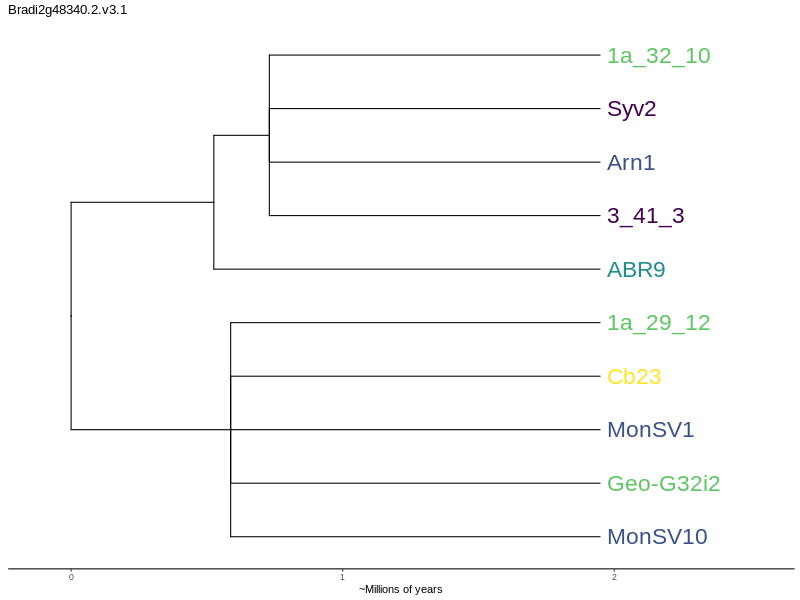 Bradi2g48340.2.v3.1
1a_32_10
Syv2
Arn1
3_41_3
ABR9
1a_29_12
Cb23
MonSV1
Geo-G32i2
MonSV10
0 1 2
~Millions of years